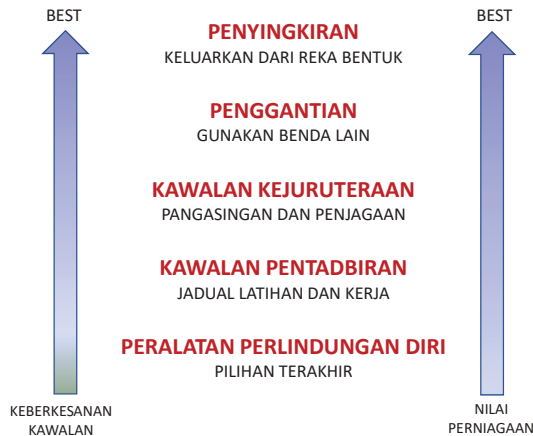 BEST
BEST
PENYINGKIRAN
KELUARKAN DARI REKA BENTUK
PENGGANTIAN
GUNAKAN BENDA LAIN
KAWALAN KEJURUTERAAN
PANGASINGAN DAN PENJAGAAN
KAWALAN PENTADBIRAN
JADUAL LATIHAN DAN KERJA
PERALATAN PERLINDUNGAN DIRI
PILIHAN TERAKHIR
KEBERKESANAN
KAWALAN
NILAI
PERNIAGAAN